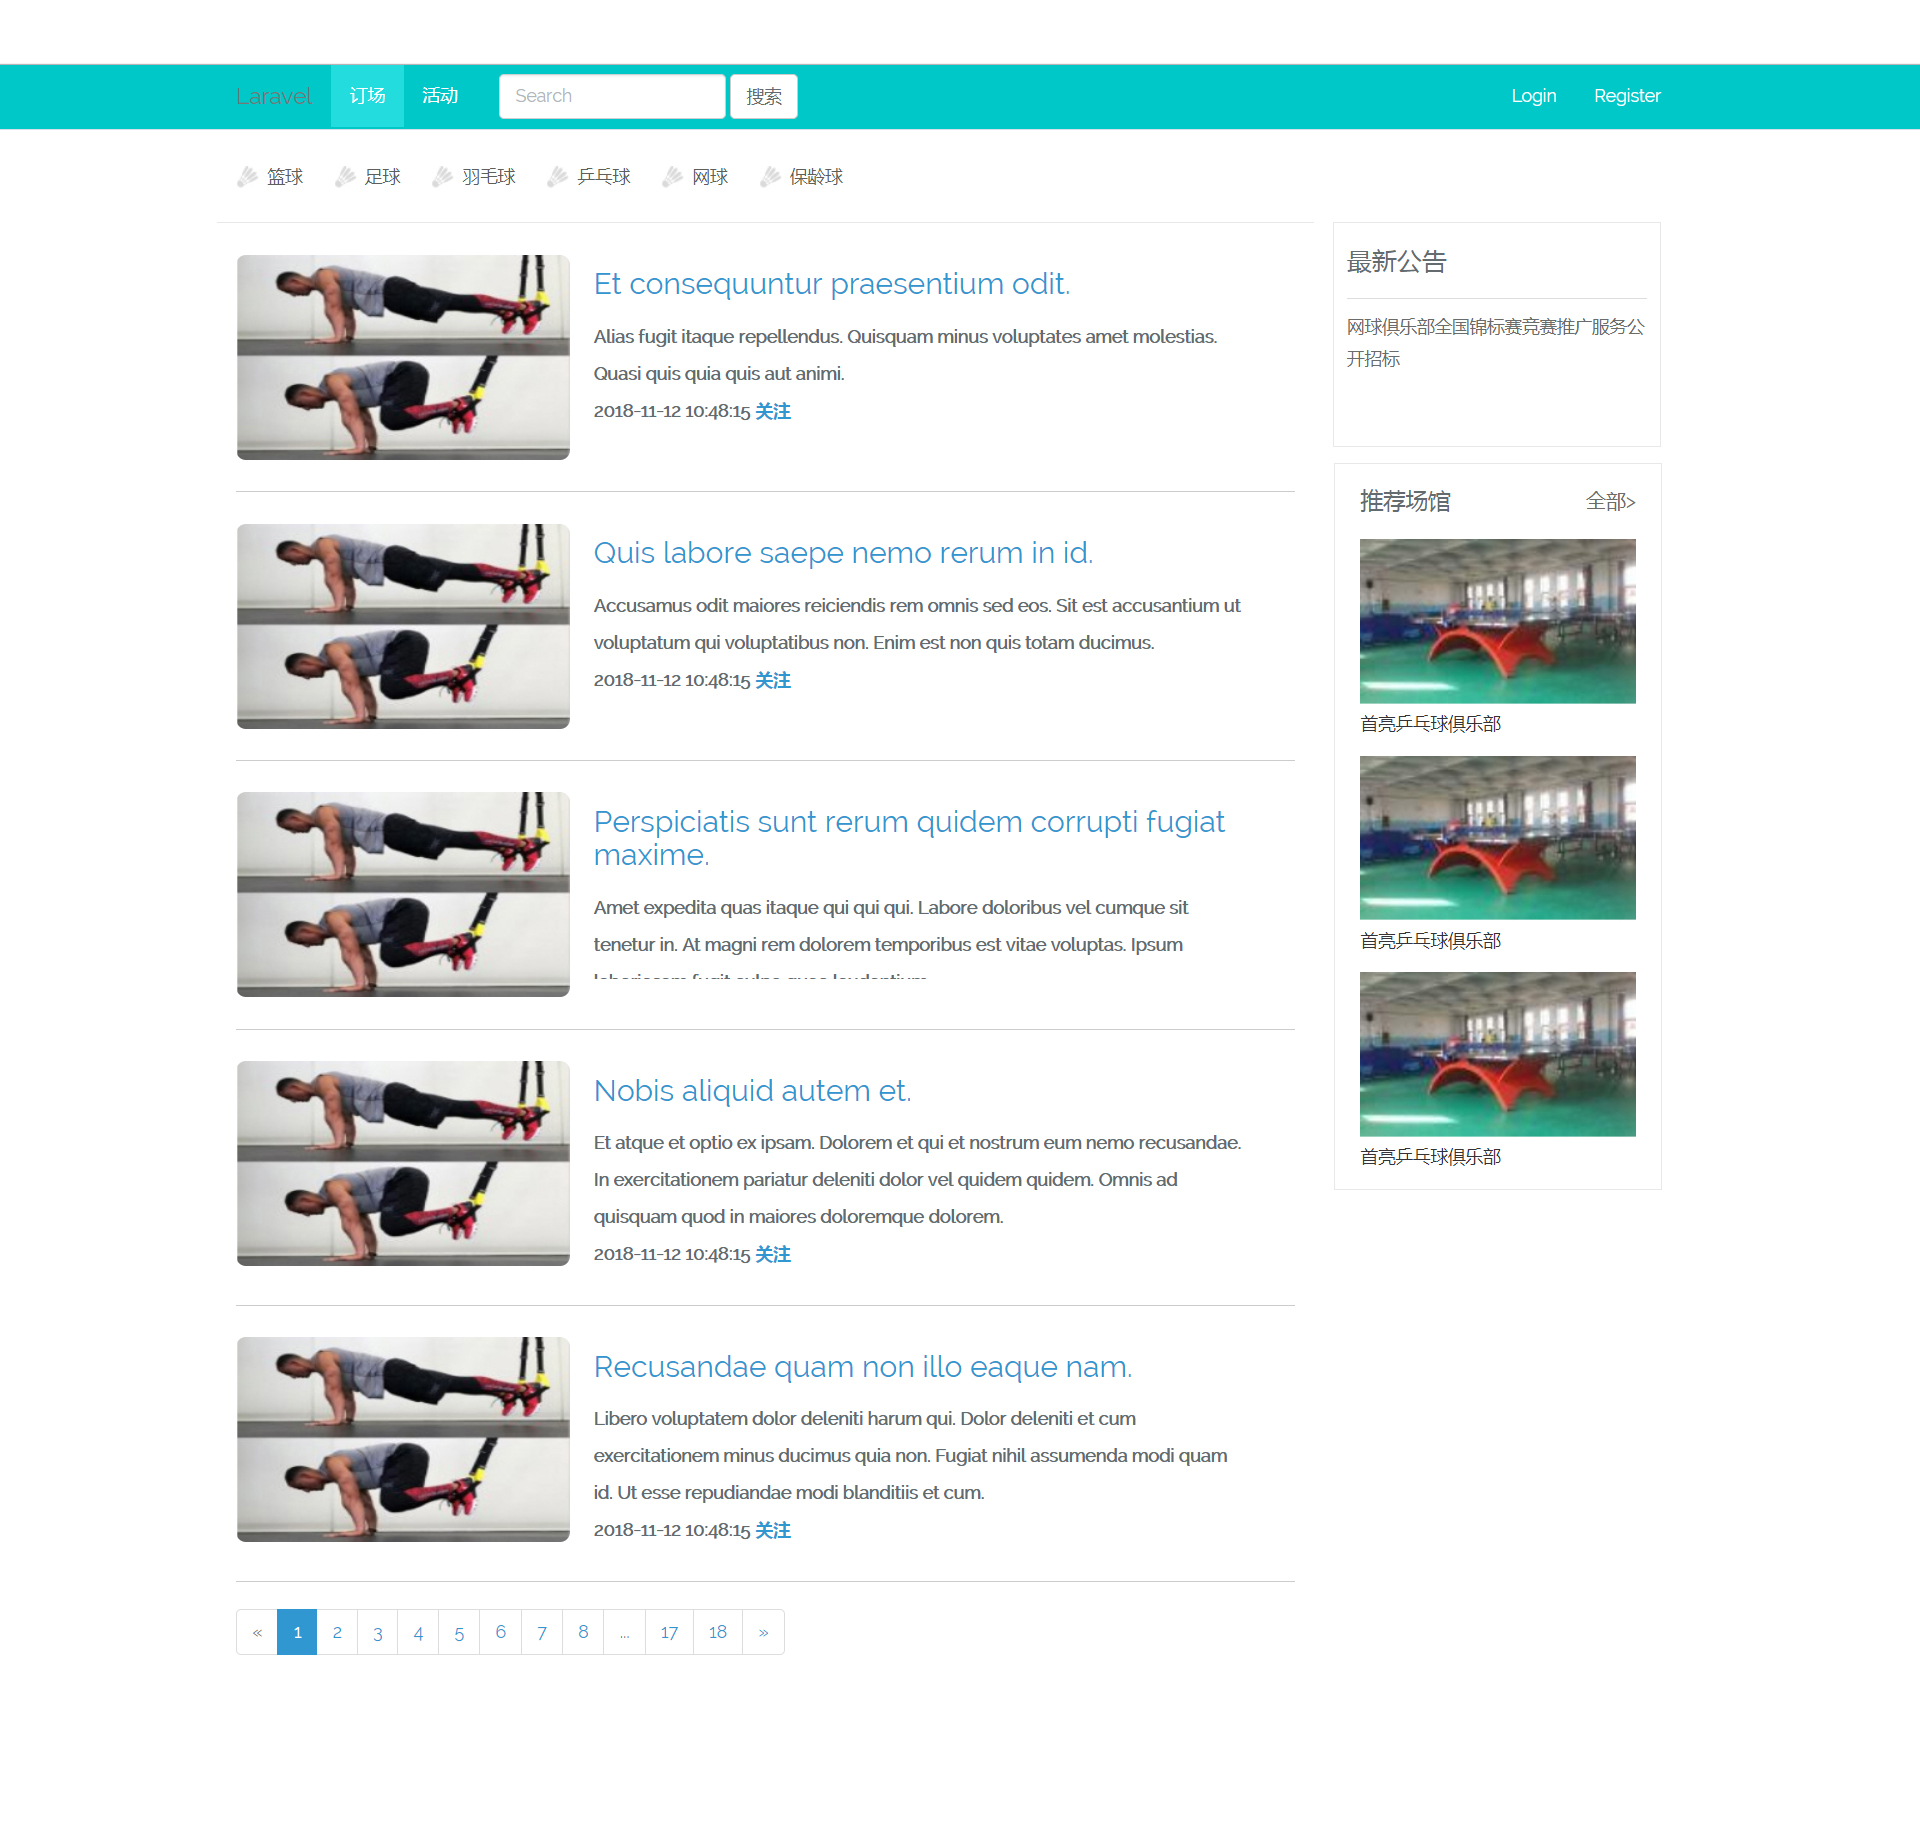 Laravel 订场 活动 Search 搜索 Login Register
篮球 足球 羽毛球 乒乓球 网球 保龄球
Et consequuntur praesentium odit.
Alias fugit itaque repellendus. Quisquam minus voluptates amet molestias.
Quasi quis quia quis aut animi.
2018-11-12 10:48:15 关注
Quis labore saepe nemo rerum in id.
Accusamus odit maiores reiciendis rem omnis sed eos. Sit est accusantium ut
voluptatum qui voluptatibus non. Enim est non quis totam ducimus.
2018-11-12 10:48:15 关注
Perspiciatis sunt rerum quidem corrupti fugiat
maxime.
Amet expedita quas itaque qui qui qui. Labore doloribus vel cumque sit
tenetur in. At magni rem dolorem temporibus est vitae voluptas. Ipsum
Nobis aliquid autem et.
Et atque et optio ex ipsam. Dolorem et qui et nostrum eum nemo recusandae.
In exercitationem pariatur deleniti dolor vel quidem quidem. Omnis ad
quisquam quod in maiores doloremque dolorem.
2018-11-12 10:48:15 关注
Recusandae quam non illo eaque nam.
Libero voluptatem dolor deleniti harum qui. Dolor deleniti et cum
exercitationem minus ducimus quia non. Fugiat nihil assumenda modi quam
id. Ut esse repudiandae modi blanditiis et cum.
2018-11-12 10:48:15 关注
« 1 2 3 4 5 6 7 8 ... 17 18 »
最新公告
网球俱乐部全国锦标赛竞赛推广服务公
开招标
推荐场馆 全部>
首亮乒乓球俱乐部
首亮乒乓球俱乐部
首亮乒乓球俱乐部